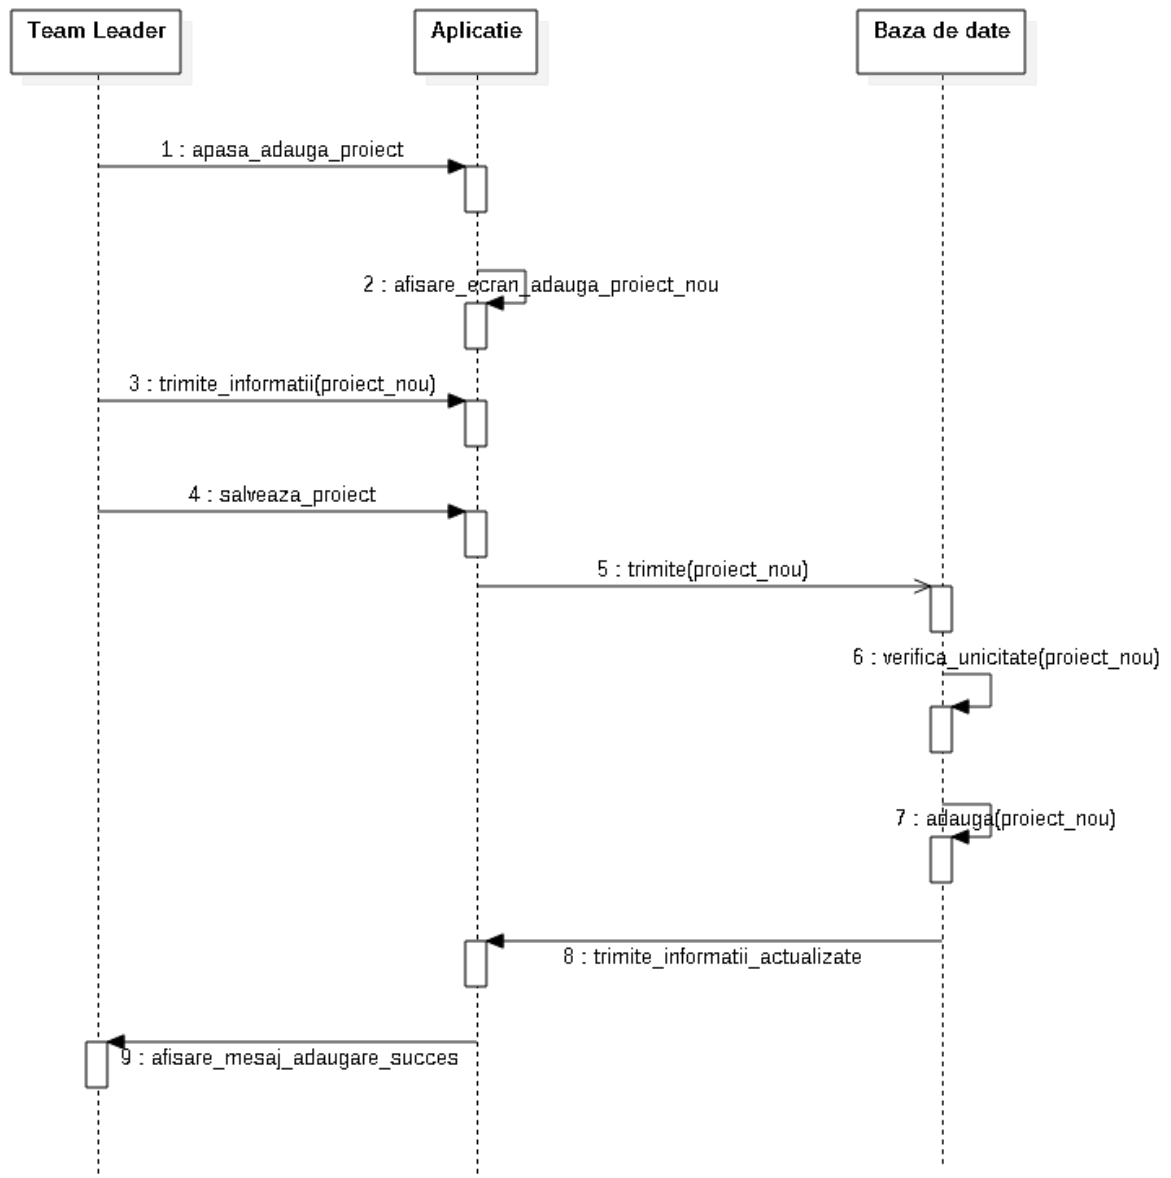 Team Leader
Aplicatie
Baza de date
1 : apasa_adauga_proiect
2 : afisare_ecran_adauga_proiect_nou
3 : trimite_informatii(proiect_nou)
4 : salveaza_proiect
5 : trimite(proiect_nou)
6 : verifica_unicitate(proiect_nou)
7 : adauga(proiect_nou)
8 : trimite_informatii_actualizate
9 : afisare_mesaj_adaugare_succes